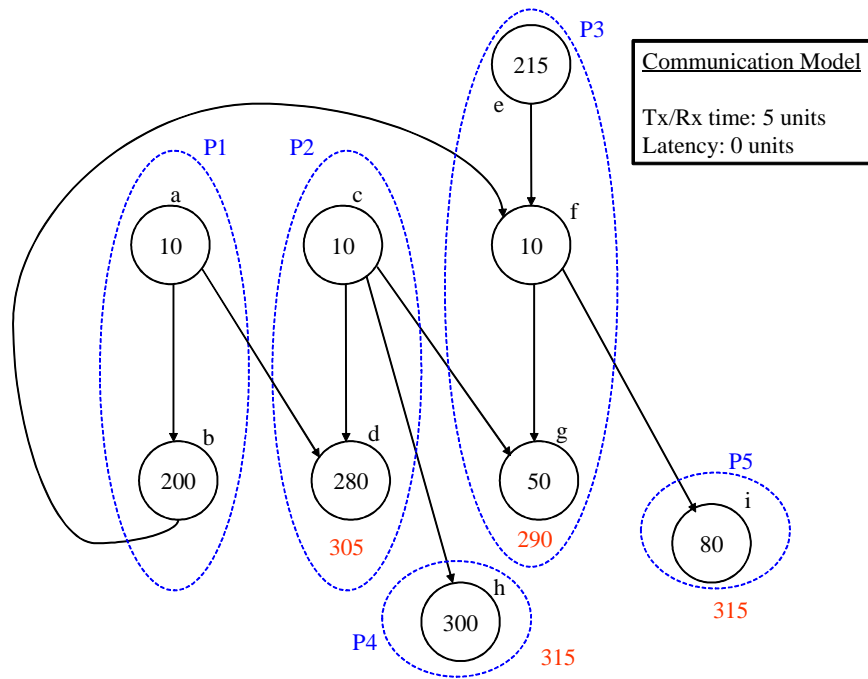 P3
215
e
Communication Model
Tx/Rx time: 5 units
Latency: 0 units
P1
P2
a
c
f
10
10
10
b
d
g
200
280
50
305
290
P5
i
80
315
h
300
P4
315